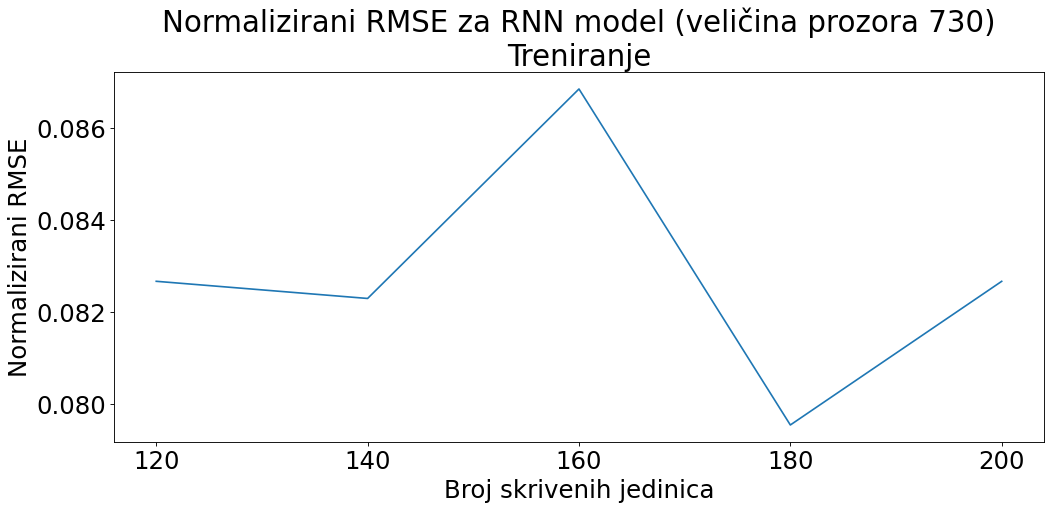 Normalizirani RMSE za RNN model (veličina prozora 730)
Treniranje
Normalizirani RMSE
0.086
0.084
0.082
0.080
120 140 160 180 200
Broj skrivenih jedinica